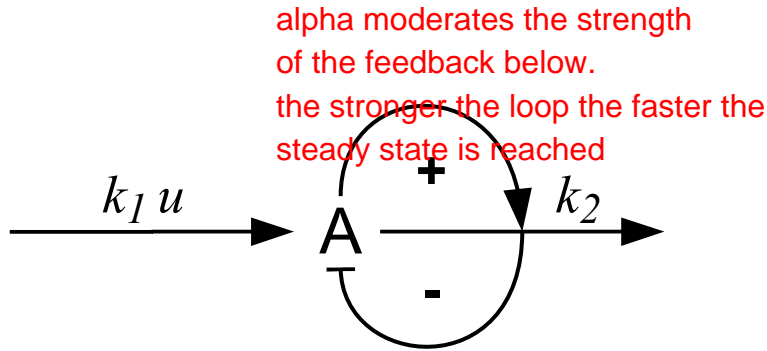 alpha moderates the strength
of the feedback below.
the stronger the loop the faster the
steady state is reached
+
k1 u
A
k2
-